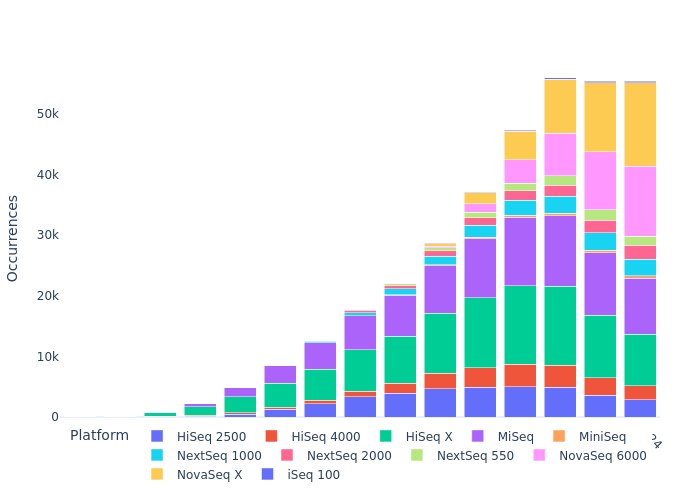 50k
40k
30k
20k
10k
0
Occurrences
Platform
HiSeq 2500 HiSeq 4000 HiSeq X MiSeq MiniSeq
NextSeq 1000 NextSeq 2000 NextSeq 550 NovaSeq 6000
NovaSeq X iSeq 100